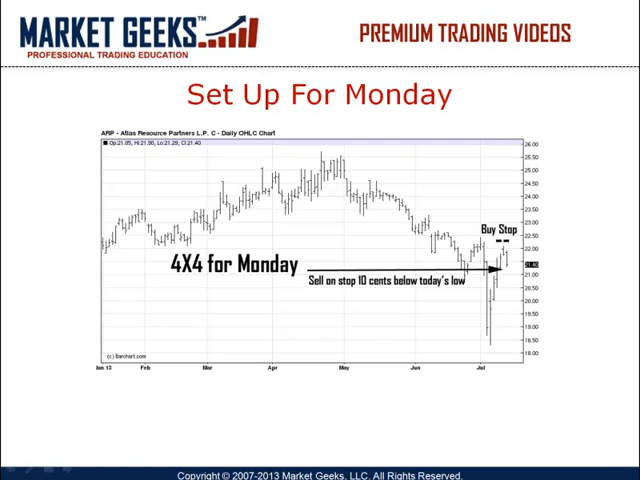 MARKET GEEKS
PROFESSIONAL TRADING EDUCATION
PREMIUM TRADING VIDEOS
Set Up For Monday
ARP - Atlas Resource Partners L.P. C - Daily OHLC Chart
Op:21.85, Hi:21.90, Lo:21.29, Cl:21.40
26.00
25.50
25.00
24.50
24.00
23.50
23.00
22.50
22.00
21.40
21.00
20.50
20.00
19.50
19.00
18.50
18.00
Buy Stop
4X4 for Monday
Sell on stop 10 cents below today's low
(c) Barchart.com
Jan 13 Feb Mar Apr May Jun Jul
Copyright © 2007-2013 Market Geeks, LLC. All Rights Reserved.